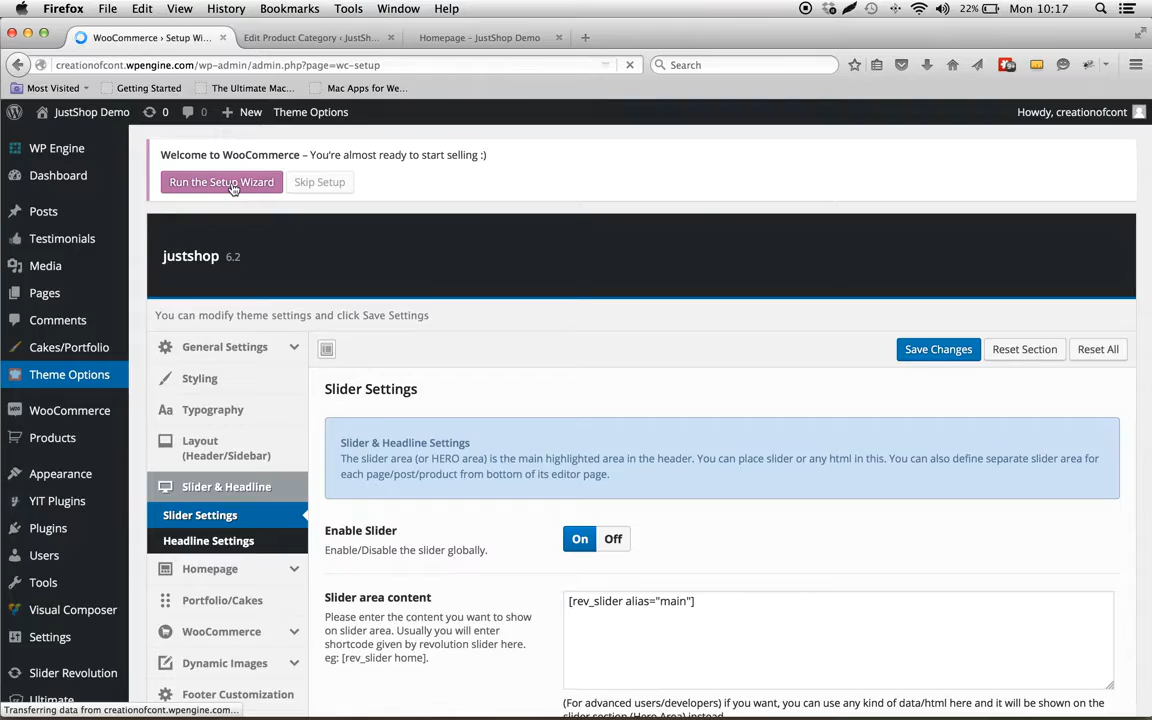 Firefox File Edit View History Bookmarks Tools Window Help 22% Mon 10:17
WooCommerce › Setup Wi... Edit Product Category ‹ JustSh... Homepage – JustShop Demo
creationofcont.wpengine.com/wp-admin/admin.php?page=wc-setup Search
Most Visited Getting Started The Ultimate Mac... Mac Apps for We...
JustShop Demo 0 0 New Theme Options Howdy, creationofcont
WP Engine
Dashboard
Posts
Testimonials
Media
Pages
Comments
Cakes/Portfolio
Theme Options
WooCommerce
Products
Appearance
YIT Plugins
Plugins
Users
Tools
Visual Composer
Settings
Slider Revolution
Ultimate
Welcome to WooCommerce – You're almost ready to start selling :)
Run the Setup Wizard Skip Setup
justshop 6.2
You can modify theme settings and click Save Settings
General Settings
Styling
Typography
Layout
(Header/Sidebar)
Slider & Headline
Slider Settings
Headline Settings
Homepage
Portfolio/Cakes
WooCommerce
Dynamic Images
Footer Customization
Save Changes Reset Section Reset All
Slider Settings
Slider & Headline Settings
The slider area (or HERO area) is the main highlighted area in the header. You can place slider or any html in this. You can also define separate slider area for
each page/post/product from bottom of its editor page.
Enable Slider
Enable/Disable the slider globally.
On Off
Slider area content
Please enter the content you want to show
on slider area. Usually you will enter
shortcode given by revolution slider here.
eg: [rev_slider home].
[rev_slider alias="main"]
(For advanced users/developers) if you want, you can use any kind of data/html here and it will be shown on the
slider section (Hero Area) instead
Transferring data from creationofcont.wpengine.com...